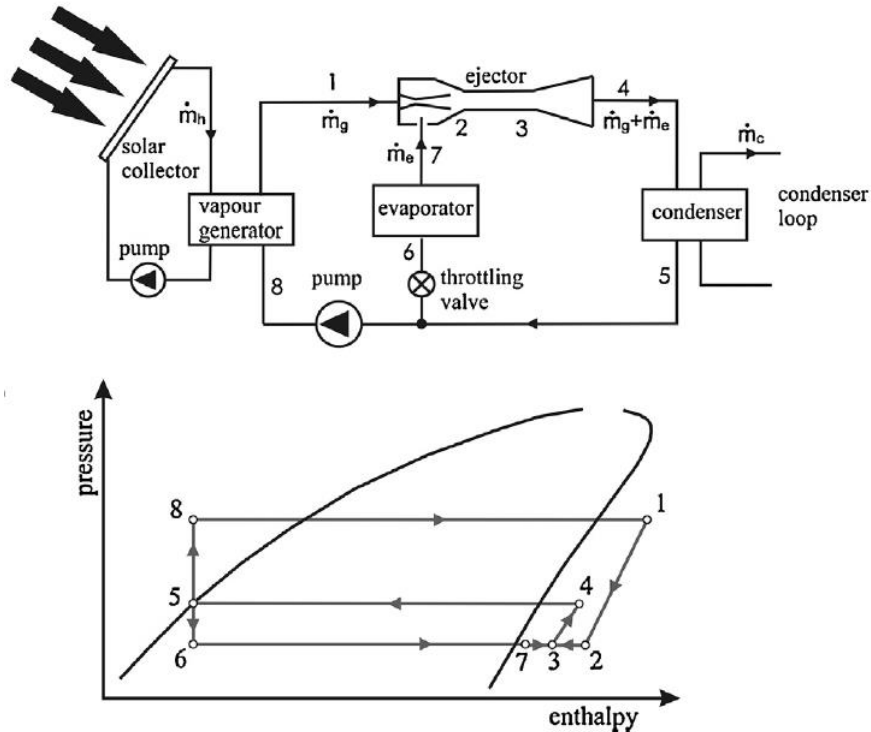 1
ejector
4
ṁh
ṁg
2
3
ṁg+ṁe
ṁc
solar
collector
ṁe
7
vapour
generator
evaporator
condenser
condenser
loop
pump
6
5
8
pump
throttling
valve
pressure
8
1
5
4
6
7
3
2
enthalpy